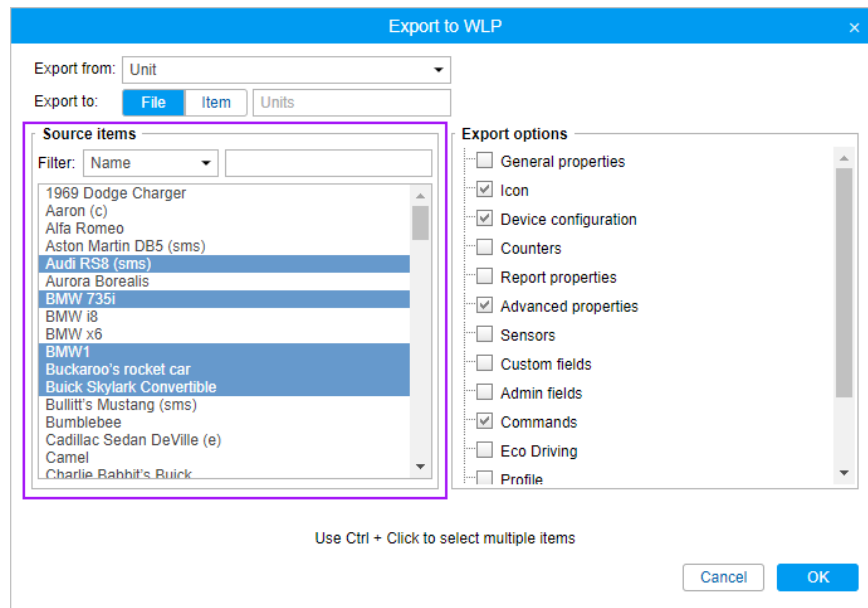 Export to WLP ×
Export from: Unit
Export to: File Item Units
Source items
Filter: Name
1969 Dodge Charger
Aaron (c)
Alfa Romeo
Aston Martin DB5 (sms)
Audi RS8 (sms)
Aurora Borealis
BMW 735i
BMW i8
BMW x6
BMW1
Buckaroo's rocket car
Buick Skylark Convertible
Bullitt's Mustang (sms)
Bumblebee
Cadillac Sedan DeVille (e)
Camel
Charlie Babbit's Buick
Export options
General properties
Icon
Device configuration
Counters
Report properties
Advanced properties
Sensors
Custom fields
Admin fields
Commands
Eco Driving
Profile
Use Ctrl + Click to select multiple items
Cancel OK